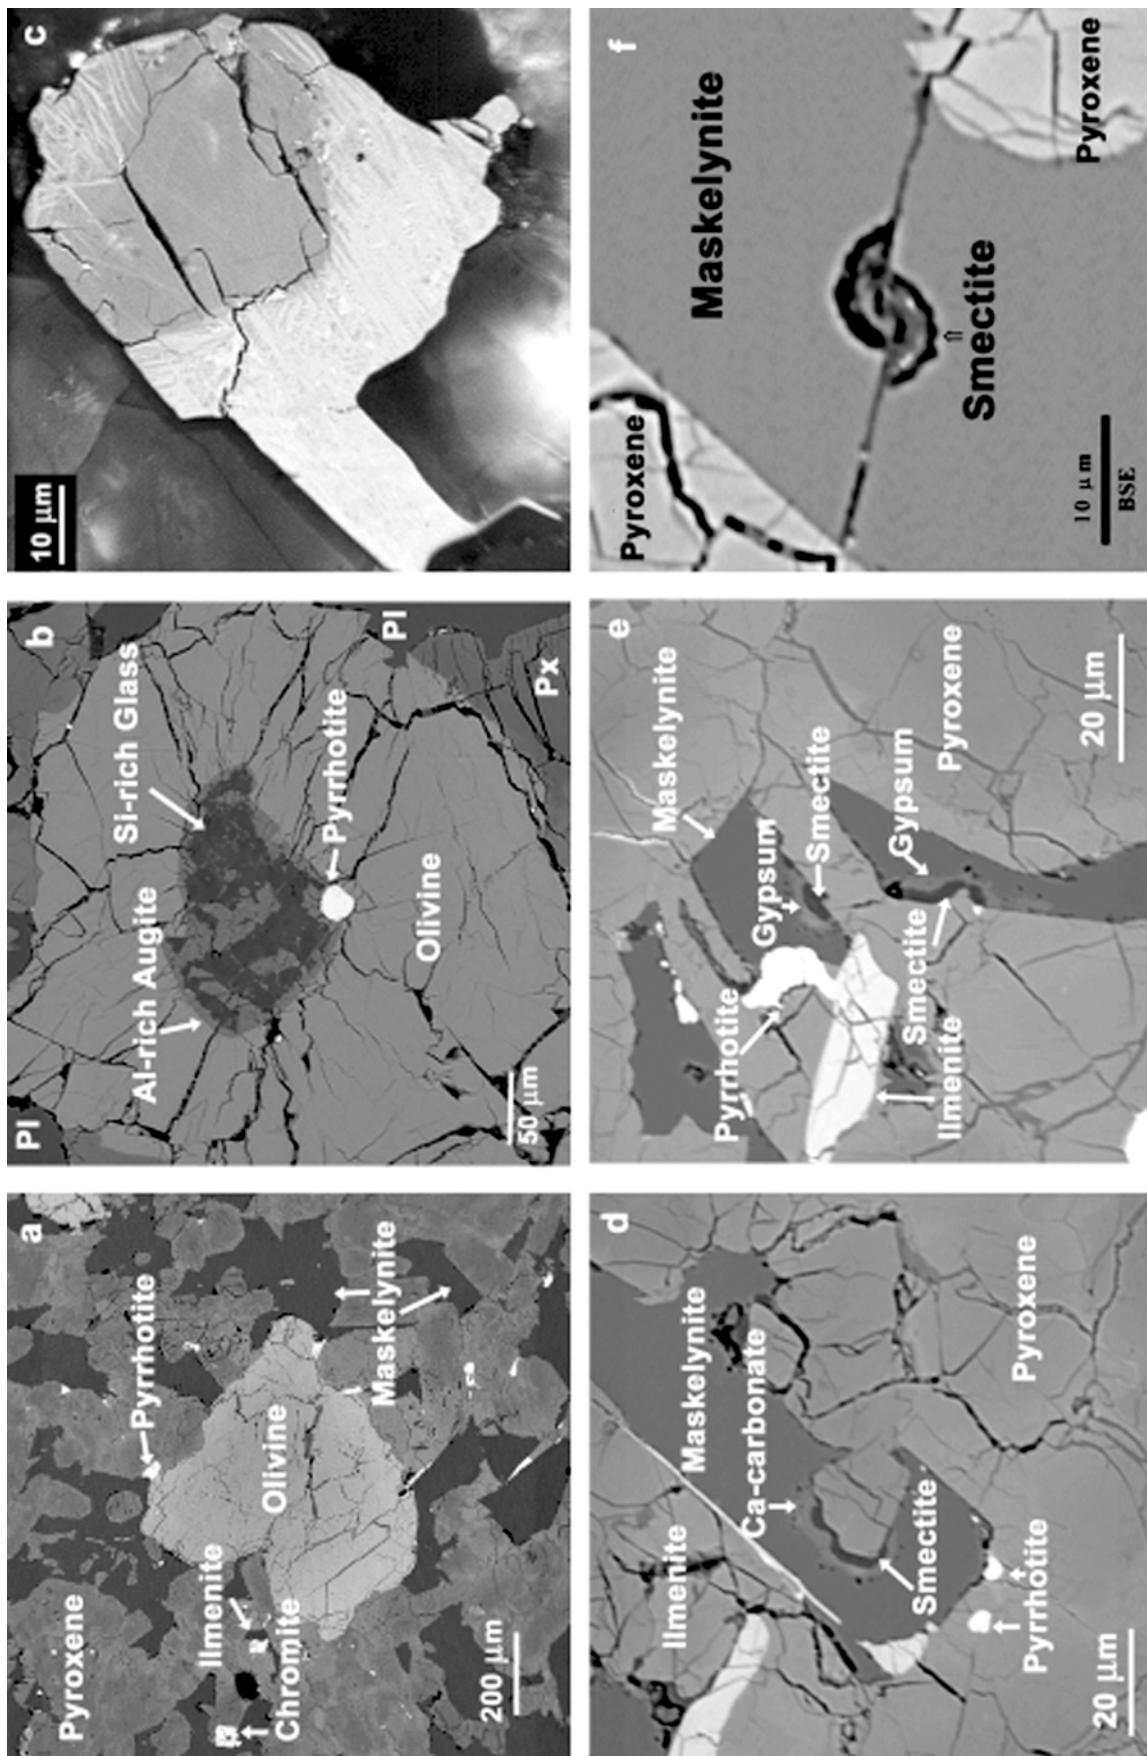 a
Pyroxene
Pyrrhotite
Ilmenite
Olivine
Chromite
Maskelynite
200 μm
b
Pl
Si-rich Glass
Al-rich Augite
Pyrrhotite
Olivine
Pl
Px
50 μm
c
10 μm
d
Ilmenite
Maskelynite
Ca-carbonate
Smectite
Pyrrhotite
Pyroxene
20 μm
e
Maskelynite
Gypsum
Smectite
Pyrrhotite
Gypsum
Smectite
Ilmenite
Pyroxene
20 μm
f
Pyroxene
Maskelynite
Smectite
Pyroxene
10 μm
BSE